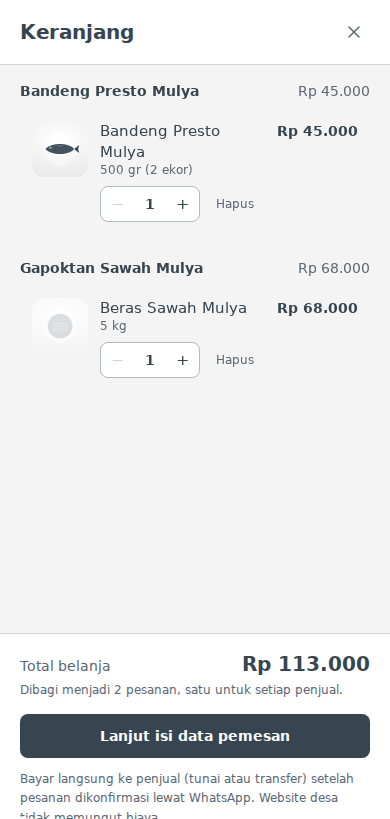 Keranjang
Bandeng Presto Mulya Rp 45.000
Bandeng Presto Mulya Rp 45.000
500 gr (2 ekor)
1 Hapus
Gapoktan Sawah Mulya Rp 68.000
Beras Sawah Mulya Rp 68.000
5 kg
1 Hapus
Total belanja Rp 113.000
Dibagi menjadi 2 pesanan, satu untuk setiap penjual.
Lanjut isi data pemesan
Bayar langsung ke penjual (tunai atau transfer) setelah
pesanan dikonfirmasi lewat WhatsApp. Website desa
tidak memungut biaya